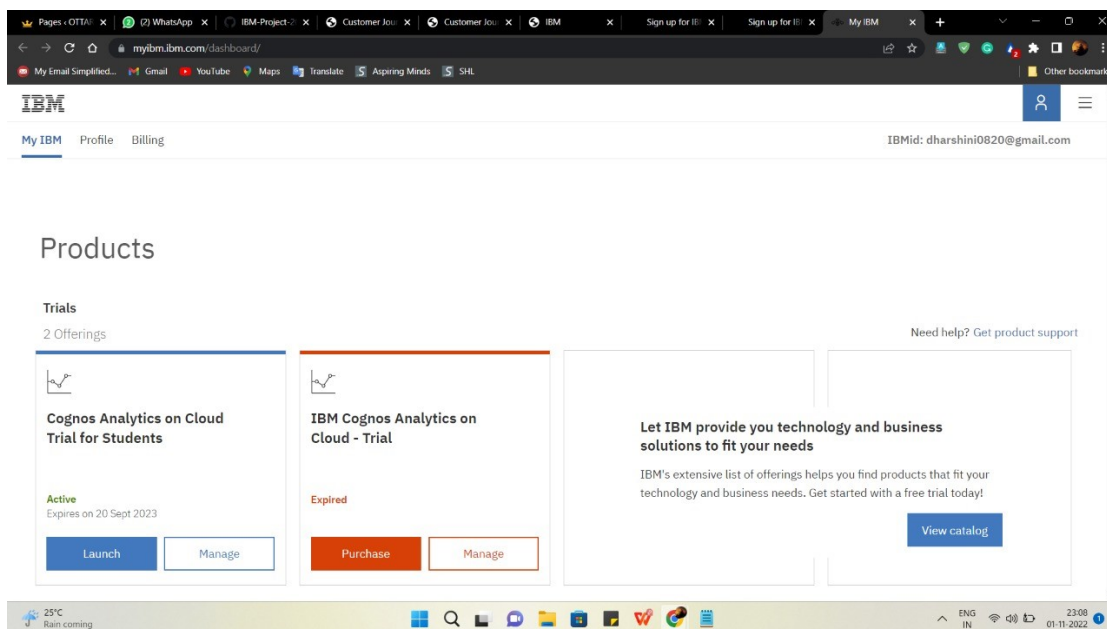 Pages ‹ OTTAF
(2) WhatsApp
IBM-Project-2
Customer Jou
Customer Jou
IBM
Sign up for IB
Sign up for IB
My IBM
myibm.ibm.com/dashboard/
My Email Simplified...
Gmail
YouTube
Maps
Translate
Aspiring Minds
SHL
Other bookmark
IBM
My IBM Profile Billing
IBMid: dharshini0820@gmail.com
Products
Trials
2 Offerings
Need help? Get product support
Cognos Analytics on Cloud
Trial for Students
Active
Expires on 20 Sept 2023
Launch Manage
IBM Cognos Analytics on
Cloud - Trial
Expired
Purchase Manage
Let IBM provide you technology and business
solutions to fit your needs
IBM's extensive list of offerings helps you find products that fit your
technology and business needs. Get started with a free trial today!
View catalog
25°C
Rain coming
ENG
IN
23:08
01-11-2022
1